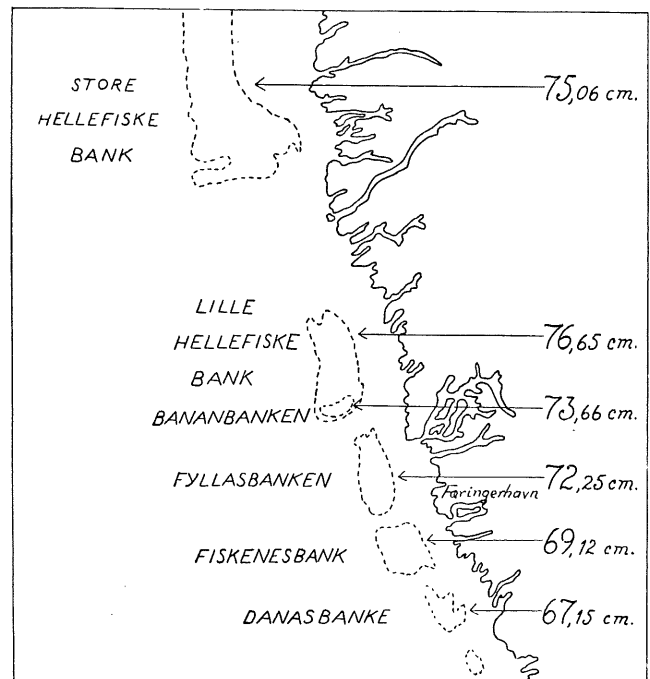 STORE
HELLEFISKE
BANK
75,06 cm.
LILLE
HELLEFISKE
BANK
76,65 cm.
BANANBANKEN
73,66 cm.
FYLLASBANKEN
72,25 cm.
Færingerhavn
FISKENESBANK
69,12 cm.
DANASBANKE
67,15 cm.